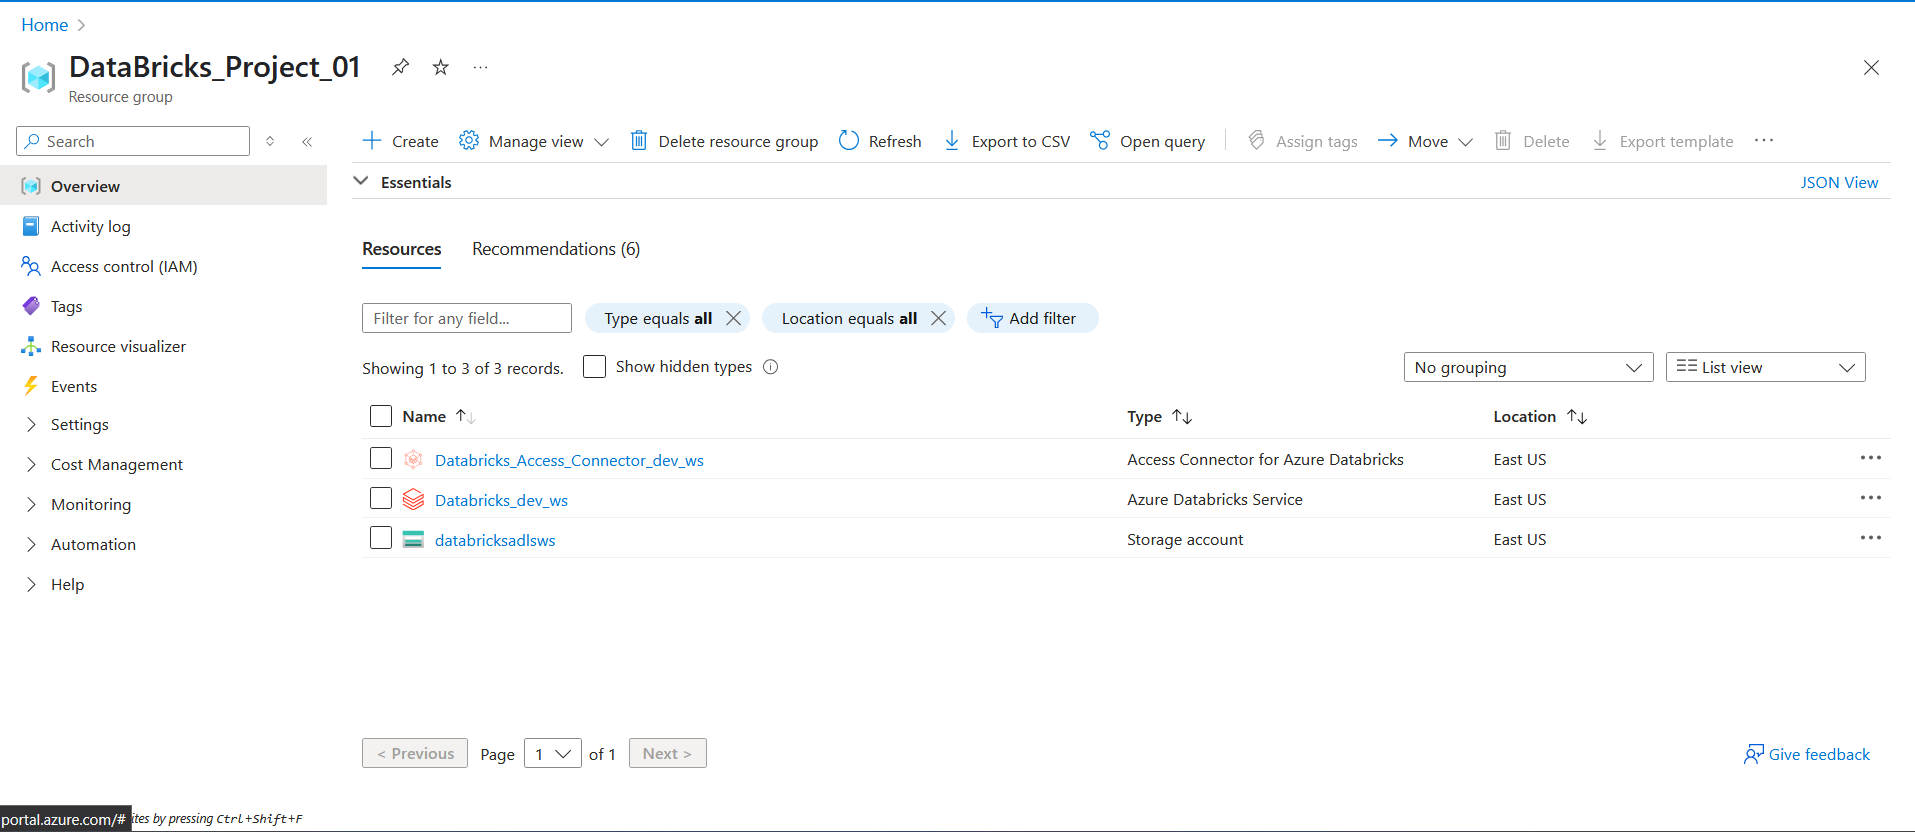 Home
DataBricks_Project_01
Resource group
Search
Create
Manage view
Delete resource group
Refresh
Export to CSV
Open query
Assign tags
Move
Delete
Export template
Overview
Activity log
Access control (IAM)
Tags
Resource visualizer
Events
Settings
Cost Management
Monitoring
Automation
Help
Essentials
JSON View
Resources Recommendations (6)
Filter for any field... Type equals all Location equals all Add filter
Showing 1 to 3 of 3 records. Show hidden types No grouping List view
Name Type Location
Databricks_Access_Connector_dev_ws Access Connector for Azure Databricks East US
Databricks_dev_ws Azure Databricks Service East US
databricksadlsws Storage account East US
< Previous Page 1 of 1 Next >
Give feedback
portal.azure.com/# ites by pressing Ctrl+Shift+F